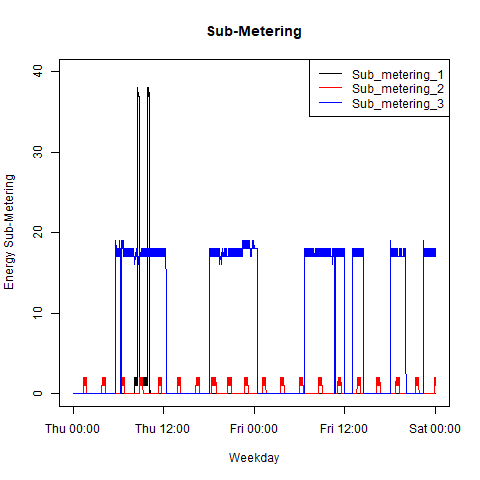 Sub-Metering
Sub_metering_1
Sub_metering_2
Sub_metering_3
40
30
20
10
0
Energy Sub-Metering
Thu 00:00 Thu 12:00 Fri 00:00 Fri 12:00 Sat 00:00
Weekday